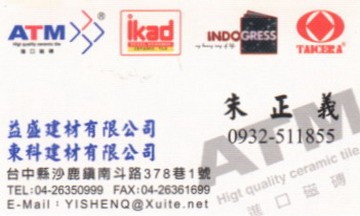 ATM®
High quality ceramic tile
進口磁磚
ikad
INDOGRESS
TAICERA®
朱正義
0932-511855
益盛建材有限公司
東科建材有限公司
台中縣沙鹿鎮南斗路378巷1號
TEL:04-26350999 FAX:04-26361699
E-Mail：YISHENQ@Xuite.net
ATM
Higt quality ceramic tile
進口磁磚